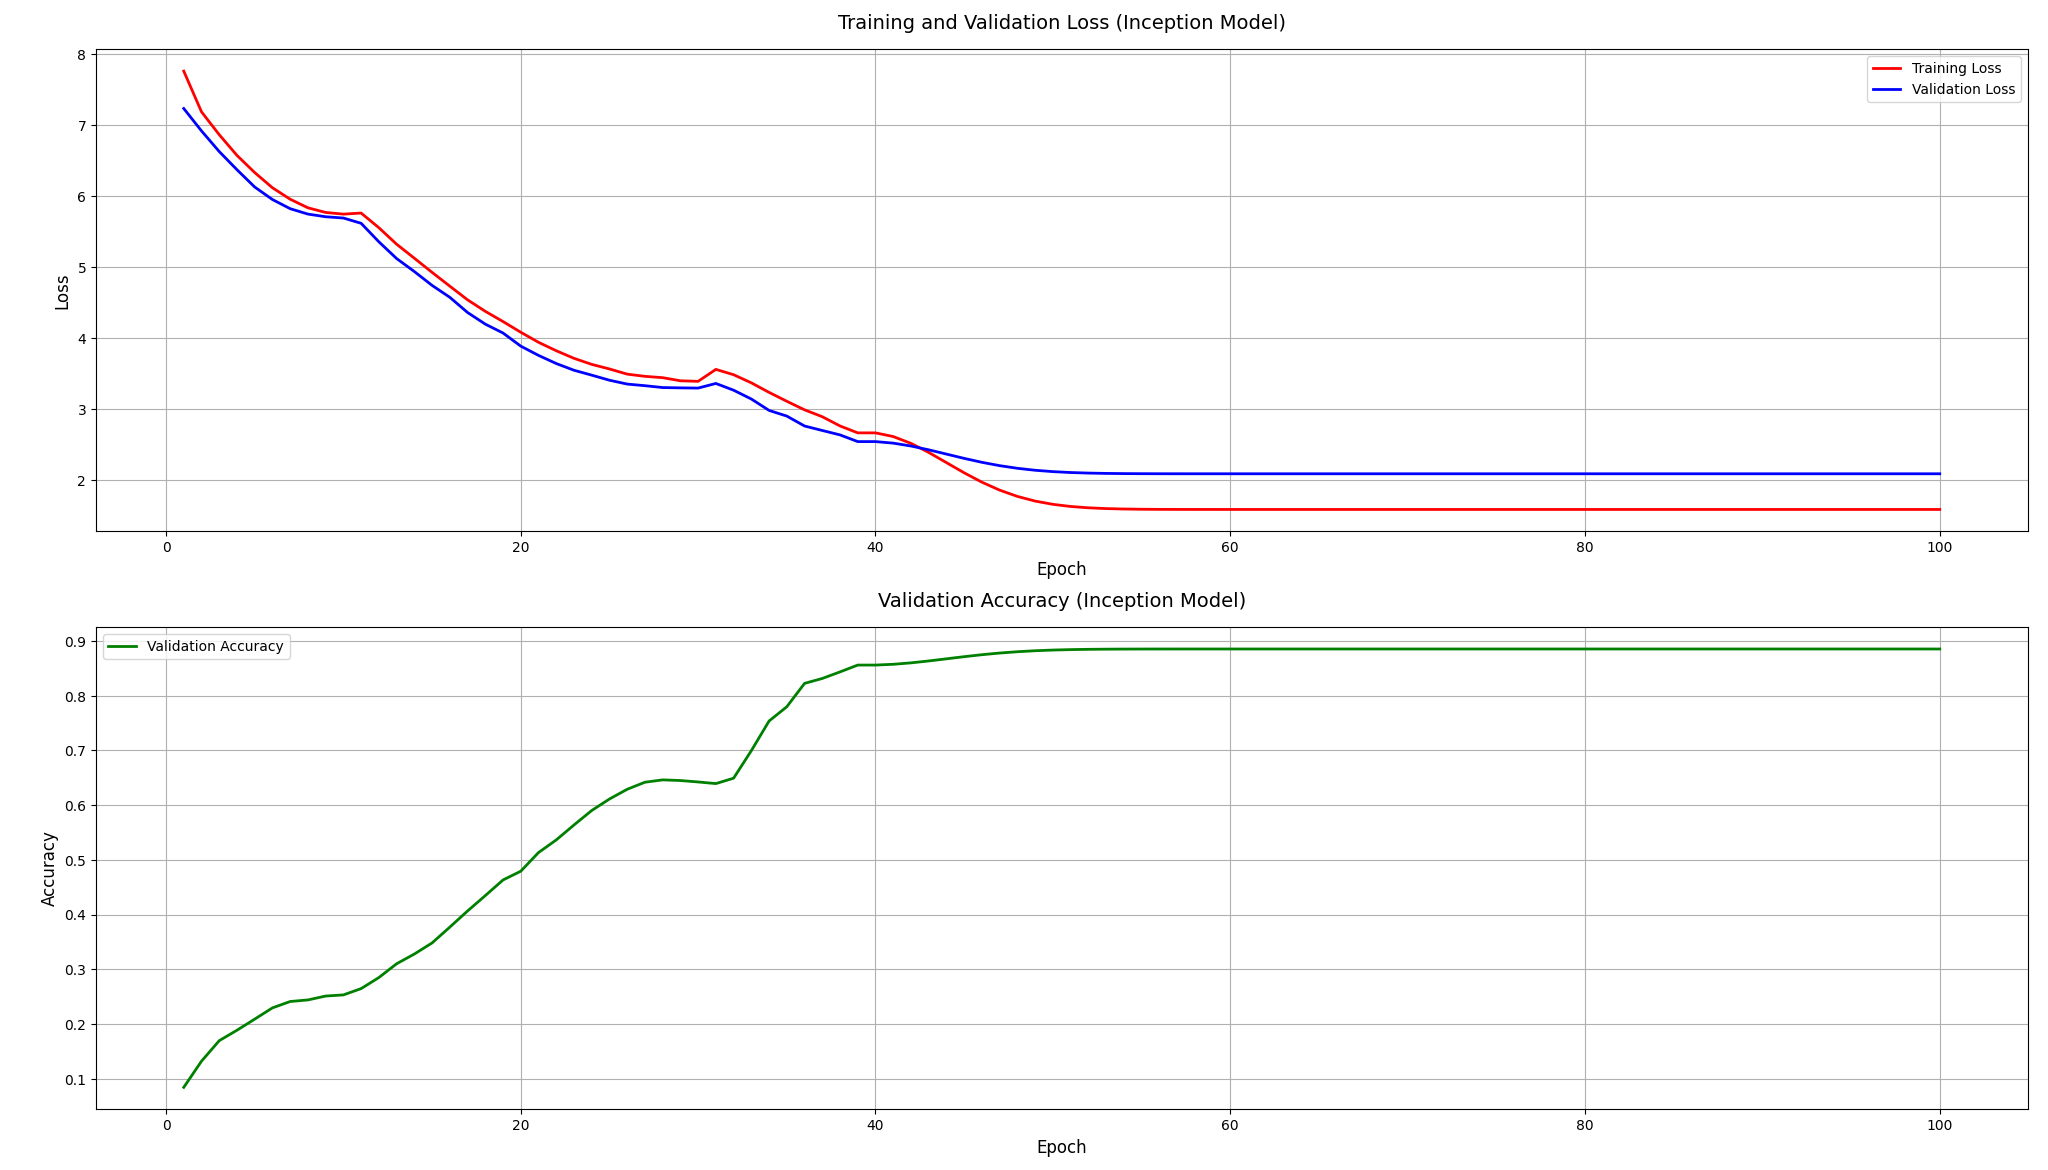 Training and Validation Loss (Inception Model)
8
7
6
5
4
3
2
Loss
Training Loss
Validation Loss
0 20 40 60 80 100
Epoch
Validation Accuracy (Inception Model)
0.9
0.8
0.7
0.6
0.5
0.4
0.3
0.2
0.1
Accuracy
Validation Accuracy
0 20 40 60 80 100
Epoch